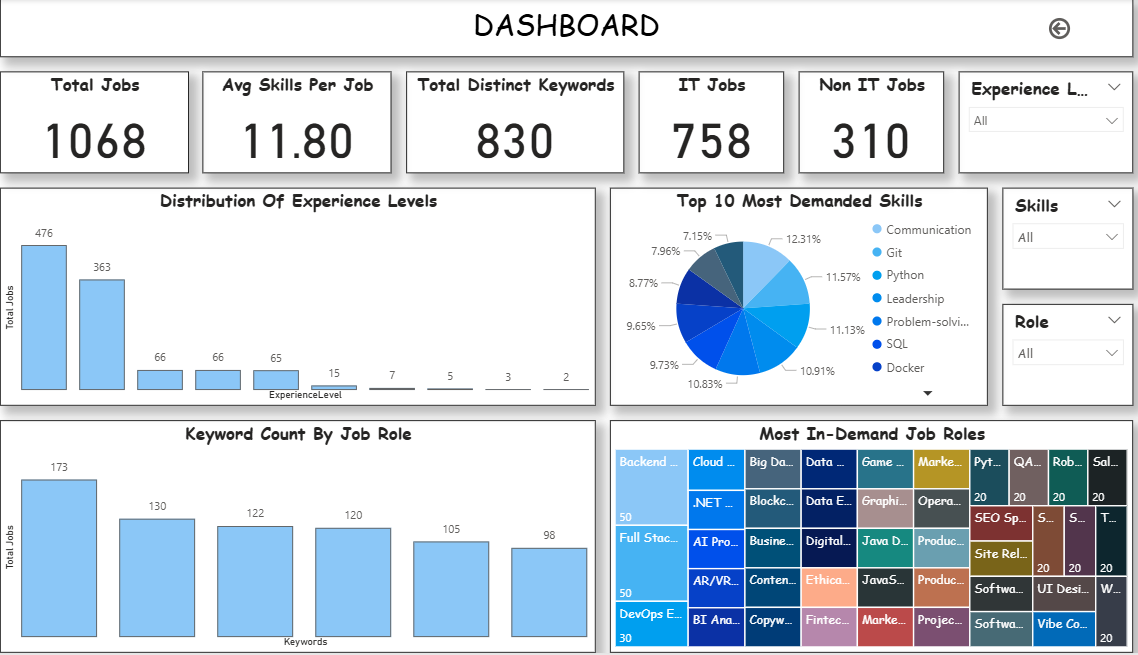 DASHBOARD
Total Jobs
1068
Avg Skills Per Job
11.80
Total Distinct Keywords
830
IT Jobs
758
Non IT Jobs
310
Experience L...
All
Distribution Of Experience Levels
476
363
66
66
65
15
7
5
3
2
Total Jobs
ExperienceLevel
Top 10 Most Demanded Skills
12.31%
11.57%
11.13%
10.91%
10.83%
9.73%
9.65%
8.77%
7.96%
7.15%
Communication
Git
Python
Leadership
Problem-solvi...
SQL
Docker
Skills
All
Role
All
Keyword Count By Job Role
173
130
122
120
105
98
Total Jobs
Keywords
Most In-Demand Job Roles
Backend ...
50
Full Stac...
50
DevOps E...
30
Cloud ...
.NET ...
AI Pro...
AR/VR...
BI Ana...
Big Da...
Blockc...
Busine...
Conten...
Copyw...
Data ...
Data E...
Digital...
Ethica...
Fintec...
Game ...
Graphi...
Java D...
JavaS...
Marke...
Marke...
Opera...
Produc...
Produc...
Projec...
Pyt...
20
QA...
20
Rob...
20
Sal...
20
SEO Sp...
Site Rel...
Softwa...
Softwa...
S...
20
S...
20
T...
20
UI Desi...
Vibe Co...
W...
20